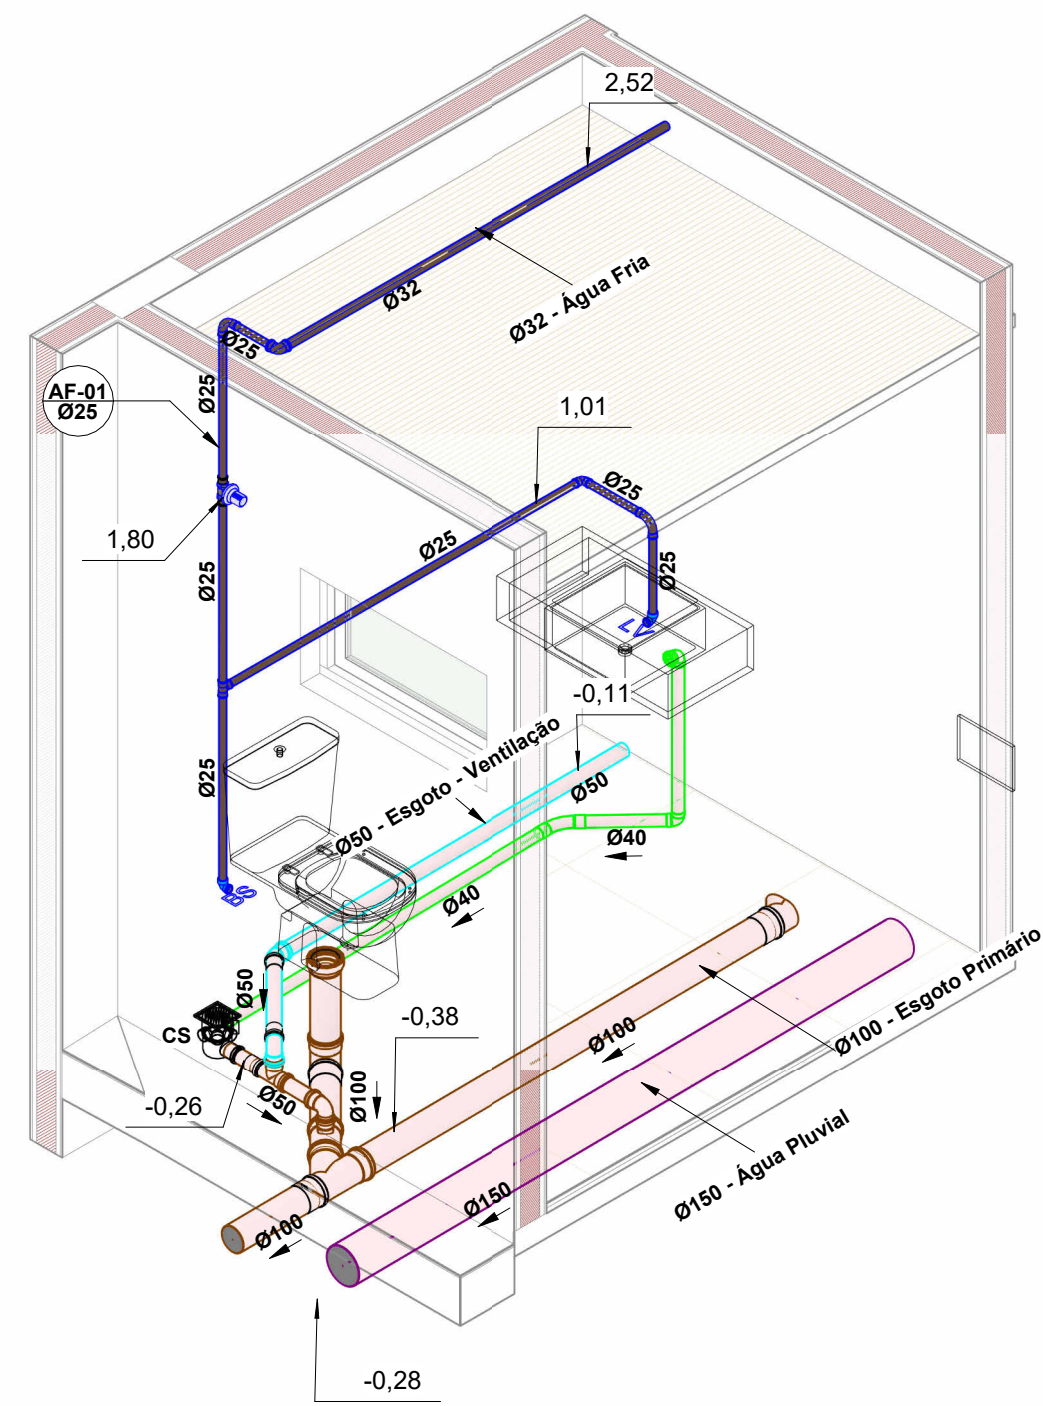 2,52
Ø32 - Água Fria
Ø32
Ø25
Ø25
AF-01
Ø25
1,01
Ø25
1,80
Ø25
Ø25
Ø25
LV
-0,11
Ø50 - Esgoto - Ventilação
Ø25
Ø50
Ø40
BS
Ø40
Ø50
CS
-0,38
Ø100 - Esgoto Primário
Ø100
-0,26
Ø50
Ø100
Ø150 - Água Pluvial
Ø150
Ø100
-0,28